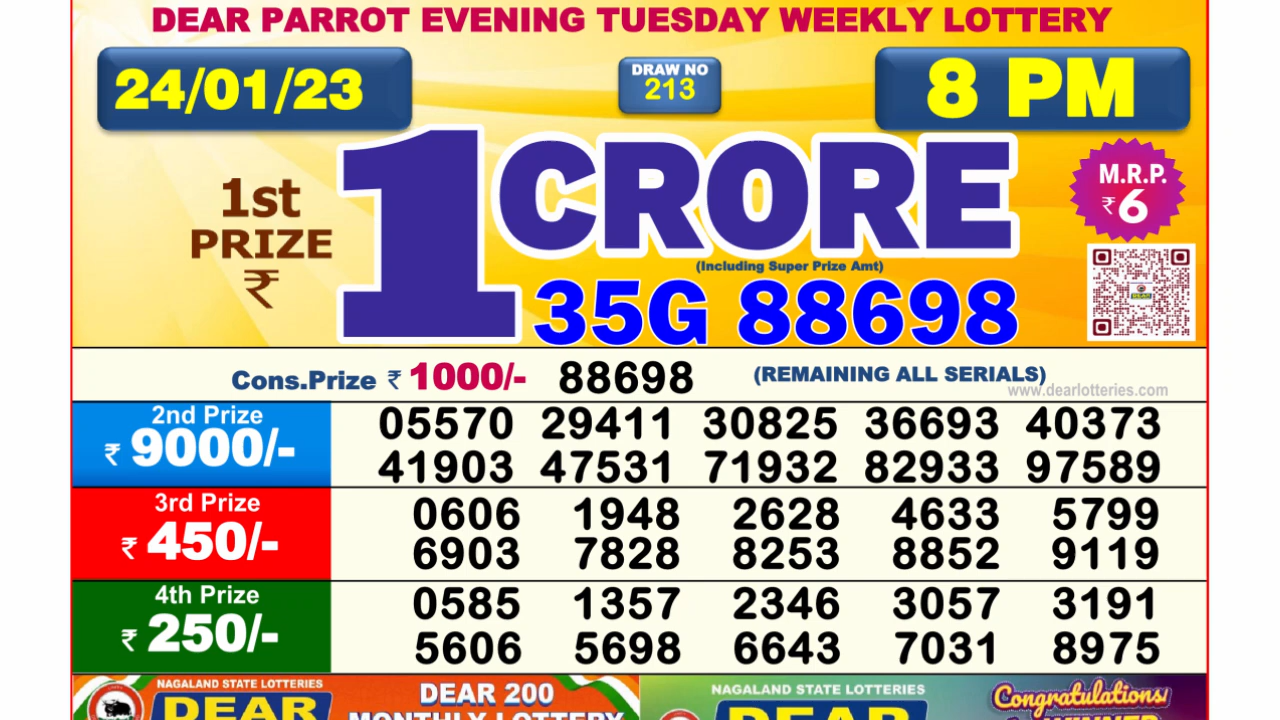 DEAR PARROT EVENING TUESDAY WEEKLY LOTTERY
24/01/23
DRAW NO
213
8 PM
1st
PRIZE
₹
1 CRORE
(Including Super Prize Amt)
M.R.P.
₹ 6
35G 88698
Cons.Prize ₹ 1000/- 88698 (REMAINING ALL SERIALS)
www.dearlotteries.com
2nd Prize
₹ 9000/-
05570 29411 30825 36693 40373
41903 47531 71932 82933 97589
3rd Prize
₹ 450/-
0606 1948 2628 4633 5799
6903 7828 8253 8852 9119
4th Prize
₹ 250/-
0585 1357 2346 3057 3191
5606 5698 6643 7031 8975
NAGALAND STATE LOTTERIES
DEAR
DEAR 200
MONTHLY LOTTERY
NAGALAND STATE LOTTERIES
DEAR
Congratulations!